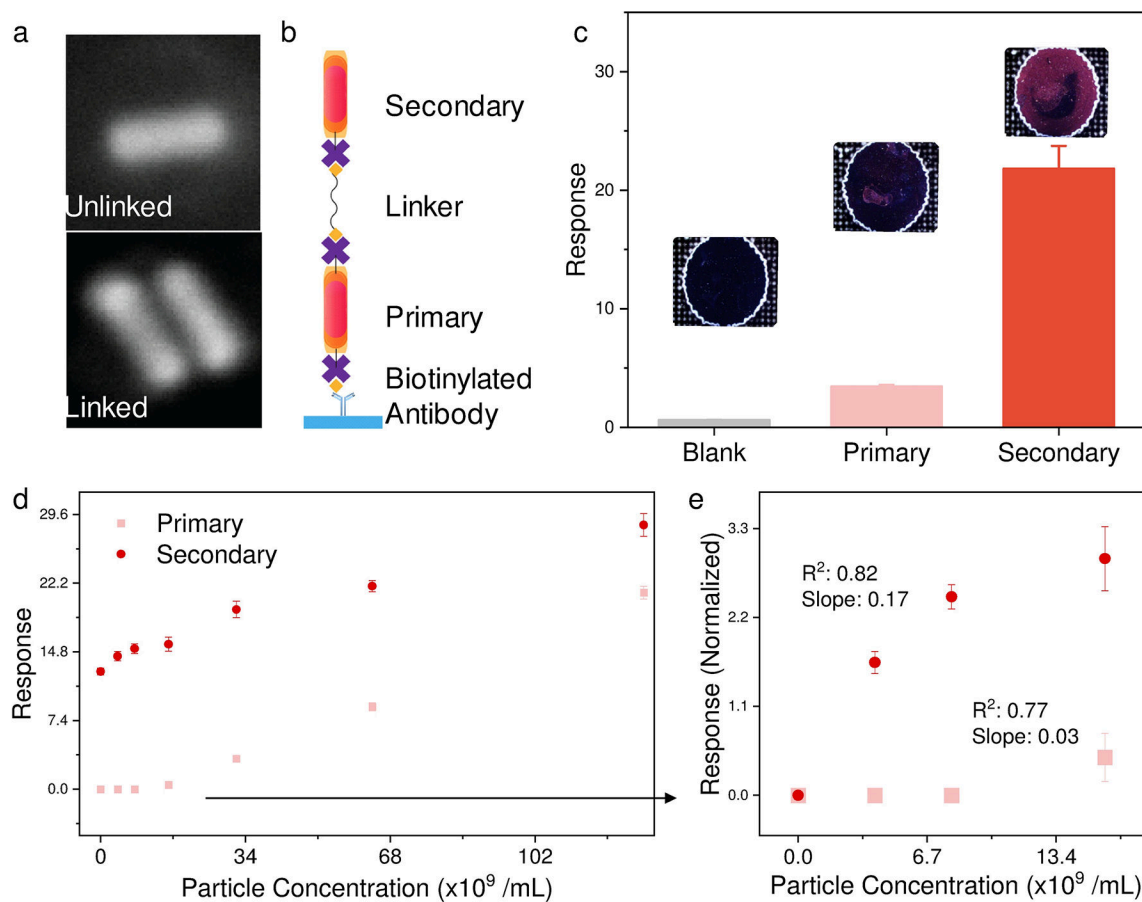 a
Unlinked
Linked
b
Secondary
Linker
Primary
Biotinylated
Antibody
c
Response
30
20
10
0
Blank
Primary
Secondary
d
Response
29.6
22.2
14.8
7.4
0.0
Primary
Secondary
0
34
68
102
Particle Concentration (x10⁹ /mL)
e
Response (Normalized)
3.3
2.2
1.1
0.0
R²: 0.82
Slope: 0.17
R²: 0.77
Slope: 0.03
0.0
6.7
13.4
Particle Concentration (x10⁹ /mL)